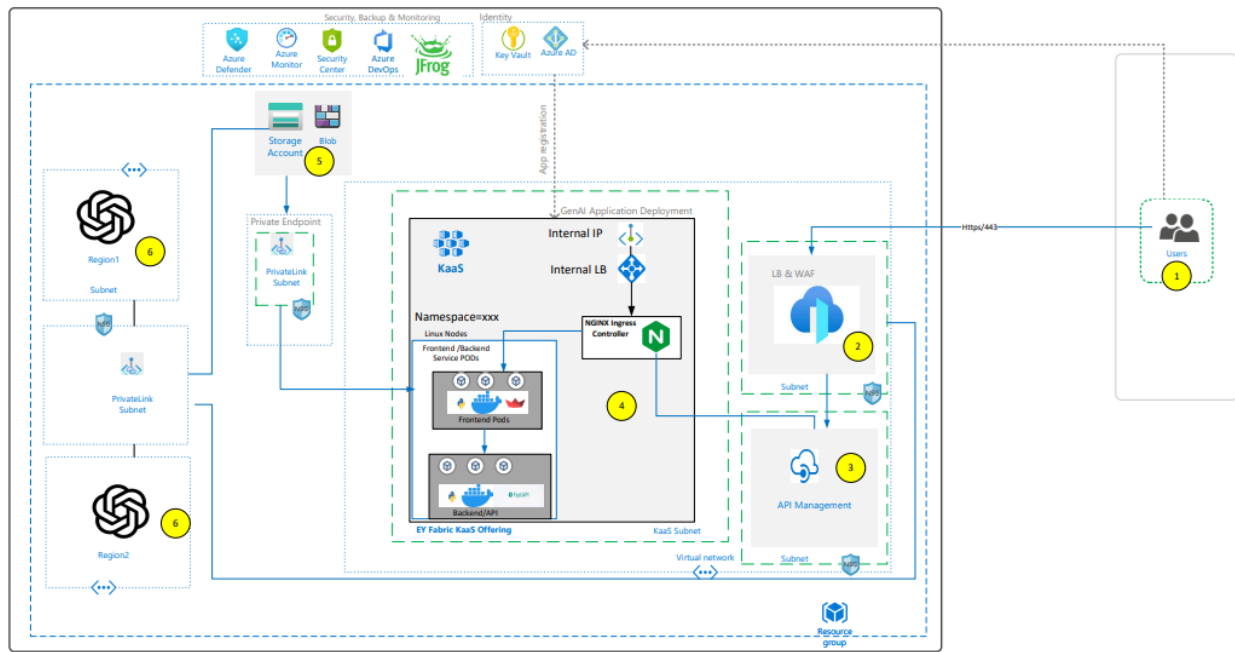 Security, Backup & Monitoring
Identity
Azure
Defender
Azure
Monitor
Security
Center
Azure
DevOps
JFrog
Key Vault
Azure AD
App registration
Storage
Account
Blob
5
Private Endpoint
PrivateLink
Subnet
NSG
Region1
6
Subnet
NSG
PrivateLink
Subnet
Region2
6
GenAI Application Deployment
KaaS
Internal IP
Internal LB
NGINX Ingress
Controller
N
Namespace=xxx
Linux Nodes
Frontend /Backend
Service PODs
Frontend Pods
FastAPI
Backend/API
EY Fabric KaaS Offering
KaaS Subnet
4
Virtual network
Https/443
LB & WAF
2
Subnet
NSG
3
API Management
Subnet
NSG
Users
1
Resource
group